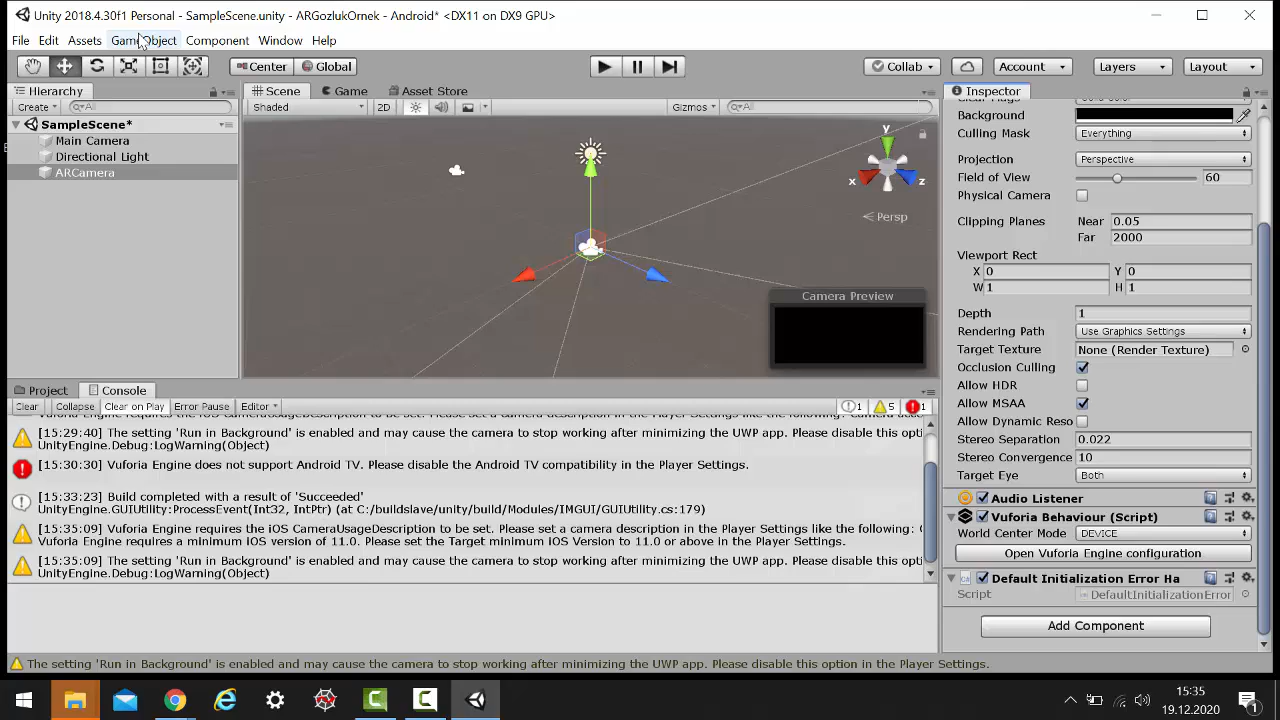 Unity 2018.4.30f1 Personal - SampleScene.unity - ARGozlukOrnek - Android* <DX11 on DX9 GPU>
File Edit Assets GameObject Component Window Help
Center Global Collab Account Layers Layout
Hierarchy Scene Game Asset Store Inspector
Create All Shaded 2D Gizmos All
SampleScene*
Main Camera
Directional Light
ARCamera
y
x
z
Persp
Camera Preview
Background
Culling Mask Everything
Projection Perspective
Field of View 60
Physical Camera
Clipping Planes Near 0.05
Far 2000
Viewport Rect
X 0 Y 0
W 1 H 1
Depth 1
Rendering Path Use Graphics Settings
Target Texture None (Render Texture)
Occlusion Culling
Allow HDR
Allow MSAA
Allow Dynamic Reso
Stereo Separation 0.022
Stereo Convergence 10
Target Eye Both
Audio Listener
Vuforia Behaviour (Script)
World Center Mode DEVICE
Open Vuforia Engine configuration
Default Initialization Error Ha
Script DefaultInitializationError
Add Component
Project Console
Clear Collapse Clear on Play Error Pause Editor 1 5 1
[15:29:40] The setting 'Run in Background' is enabled and may cause the camera to stop working after minimizing the UWP app. Please disable this opti
UnityEngine.Debug:LogWarning(Object)
[15:30:30] Vuforia Engine does not support Android TV. Please disable the Android TV compatibility in the Player Settings.
[15:33:23] Build completed with a result of 'Succeeded'
UnityEngine.GUIUtility:ProcessEvent(Int32, IntPtr) (at C:/buildslave/unity/build/Modules/IMGUI/GUIUtility.cs:179)
[15:35:09] Vuforia Engine requires the iOS CameraUsageDescription to be set. Please set a camera description in the Player Settings like the following:
Vuforia Engine requires a minimum iOS version of 11.0. Please set the Target minimum iOS Version to 11.0 or above in the Player Settings.
[15:35:09] The setting 'Run in Background' is enabled and may cause the camera to stop working after minimizing the UWP app. Please disable this opti
UnityEngine.Debug:LogWarning(Object)
The setting 'Run in Background' is enabled and may cause the camera to stop working after minimizing the UWP app. Please disable this option in the Player Settings.
15:35
19.12.2020
1